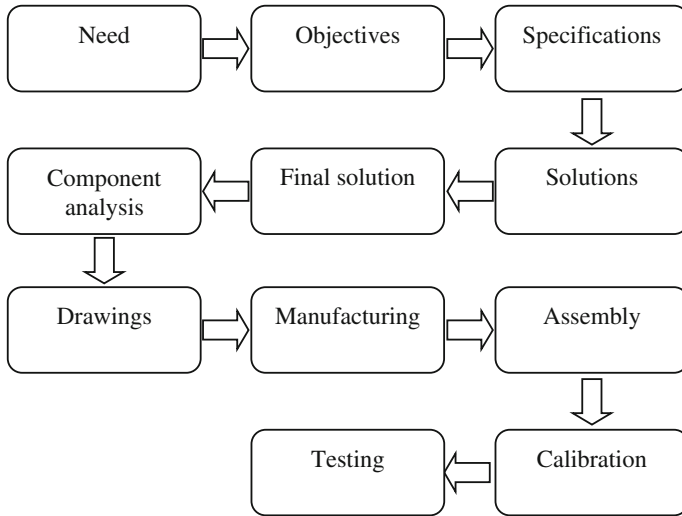 Need
Objectives
Specifications
Component
analysis
Final solution
Solutions
Drawings
Manufacturing
Assembly
Testing
Calibration